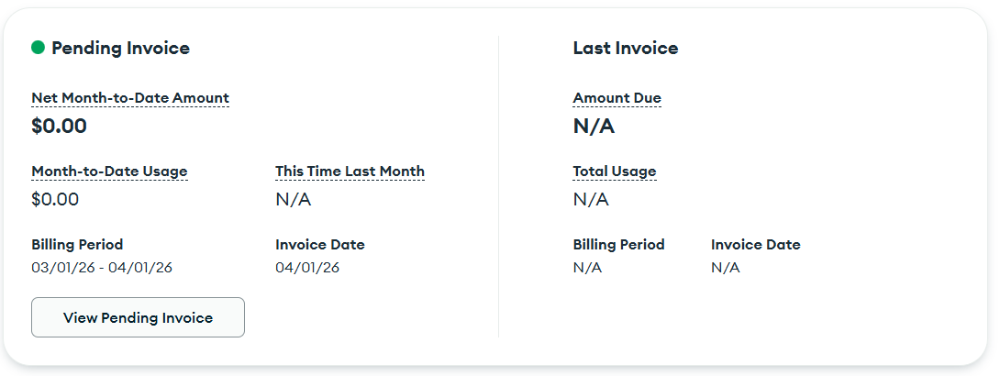 Pending Invoice
Net Month-to-Date Amount
$0.00
Month-to-Date Usage
$0.00
This Time Last Month
N/A
Billing Period
03/01/26 - 04/01/26
Invoice Date
04/01/26
View Pending Invoice
Last Invoice
Amount Due
N/A
Total Usage
N/A
Billing Period
N/A
Invoice Date
N/A